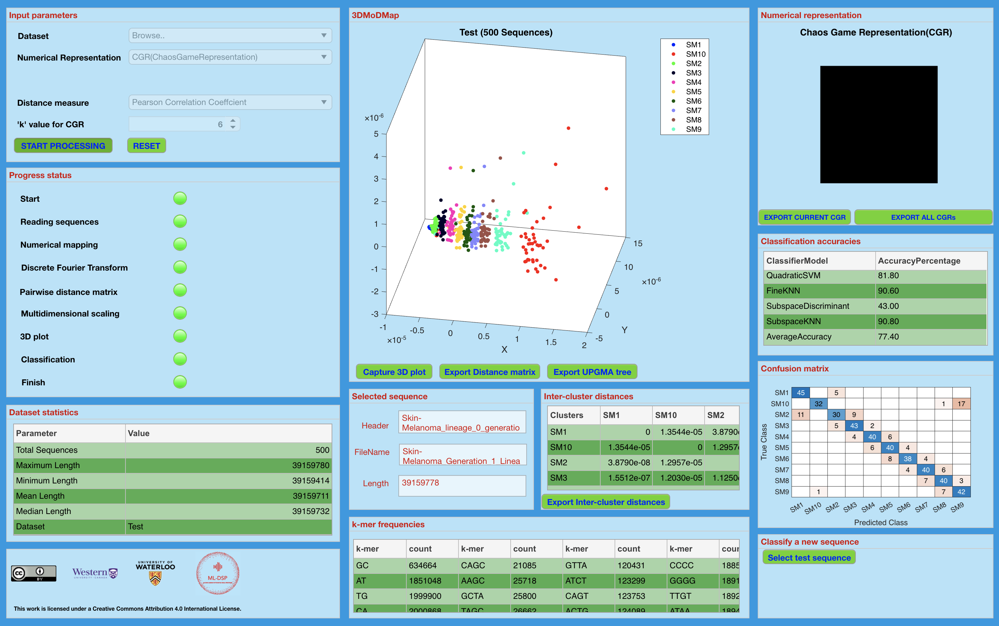 Input parameters
Dataset
Browse..
Numerical Representation
CGR(ChaosGameRepresentation)
Distance measure
Pearson Correlation Coeffcient
'k' value for CGR
6
START PROCESSING
RESET
Progress status
Start
Reading sequences
Numerical mapping
Discrete Fourier Transform
Pairwise distance matrix
Multidimensional scaling
3D plot
Classification
Finish
Dataset statistics
Parameter Value
Total Sequences 500
Maximum Length 39159780
Minimum Length 39159414
Mean Length 39159711
Median Length 39159732
Dataset Test
cc BY
Western
UNIVERSITY · CANADA
UNIVERSITY OF
WATERLOO
ML-DSP
This work is licensed under a Creative Commons Attribution 4.0 International License.
3DMoDMap
Test (500 Sequences)
SM1
SM10
SM2
SM3
SM4
SM5
SM6
SM7
SM8
SM9
×10-6
5
4
3
2
1
0
-1
-2
-3
-1
-0.5
0
0.5
1
1.5
2
×10-5
X
-5
0
5
10
15
×10-6
Y
Capture 3D plot
Export Distance matrix
Export UPGMA tree
Selected sequence
Header
Skin-
Melanoma_lineage_0_generatio
FileName
Skin-
Melanoma_Generation_1_Linea
Length
39159778
Inter-cluster distances
Clusters SM1 SM10 SM2
SM1 0 1.3544e-05 3.8790
SM10 1.3544e-05 0 1.2957
SM2 3.8790e-08 1.2957e-05
SM3 1.5512e-07 1.2030e-05 1.1250
Export Inter-cluster distances
k-mer frequencies
k-mer count k-mer count k-mer count k-mer cour
GC 634664 CAGC 21085 GTTA 120431 CCCC 1885
AT 1851048 AAGC 25718 ATCT 123299 GGGG 1891
TG 1999900 GCTA 25800 CAGT 123753 TTGT 1892
CA 2000868 TAGC 26662 ACTG 124089 ATAA 1894
Numerical representation
Chaos Game Representation(CGR)
EXPORT CURRENT CGR
EXPORT ALL CGRs
Classification accuracies
ClassifierModel AccuracyPercentage
QuadraticSVM 81.80
FineKNN 90.60
SubspaceDiscriminant 43.00
SubspaceKNN 90.80
AverageAccuracy 77.40
Confusion matrix
True Class
SM1 45 5
SM10 32 1 17
SM2 11 30 9
SM3 5 43 2
SM4 4 40 6
SM5 6 40 4
SM6 8 38 4
SM7 4 40 6
SM8 7 40 3
SM9 1 7 42
SM1 SM10 SM2 SM3 SM4 SM5 SM6 SM7 SM8 SM9
Predicted Class
Classify a new sequence
Select test sequence